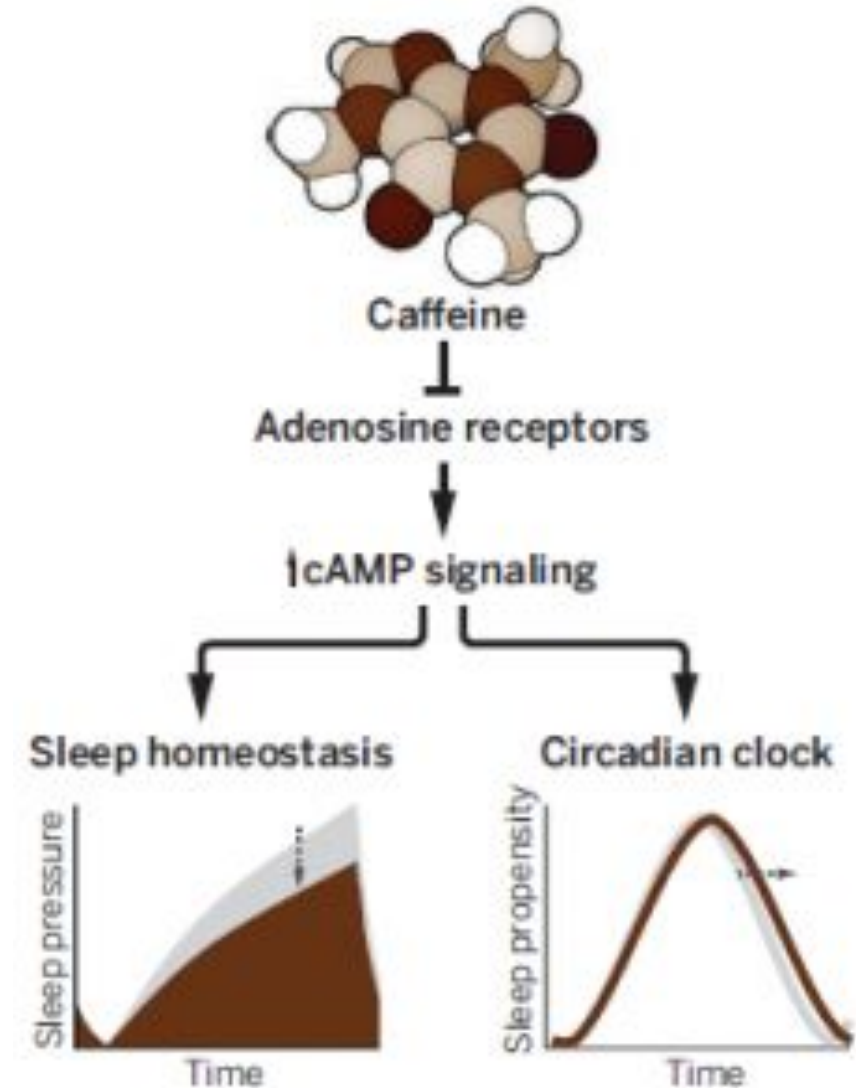 Caffeine
Adenosine receptors
↑cAMP signaling
Sleep homeostasis
Sleep pressure
Time
Circadian clock
Sleep propensity
Time